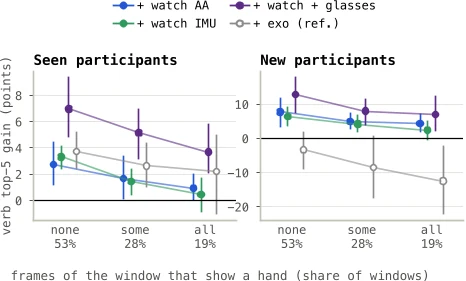 + watch AA + watch + glasses
+ watch IMU + exo (ref.)
Seen participants New participants
verb top-5 gain (points)
8
6
4
2
0
10
0
−10
−20
none some all none some all
53% 28% 19% 53% 28% 19%
frames of the window that show a hand (share of windows)